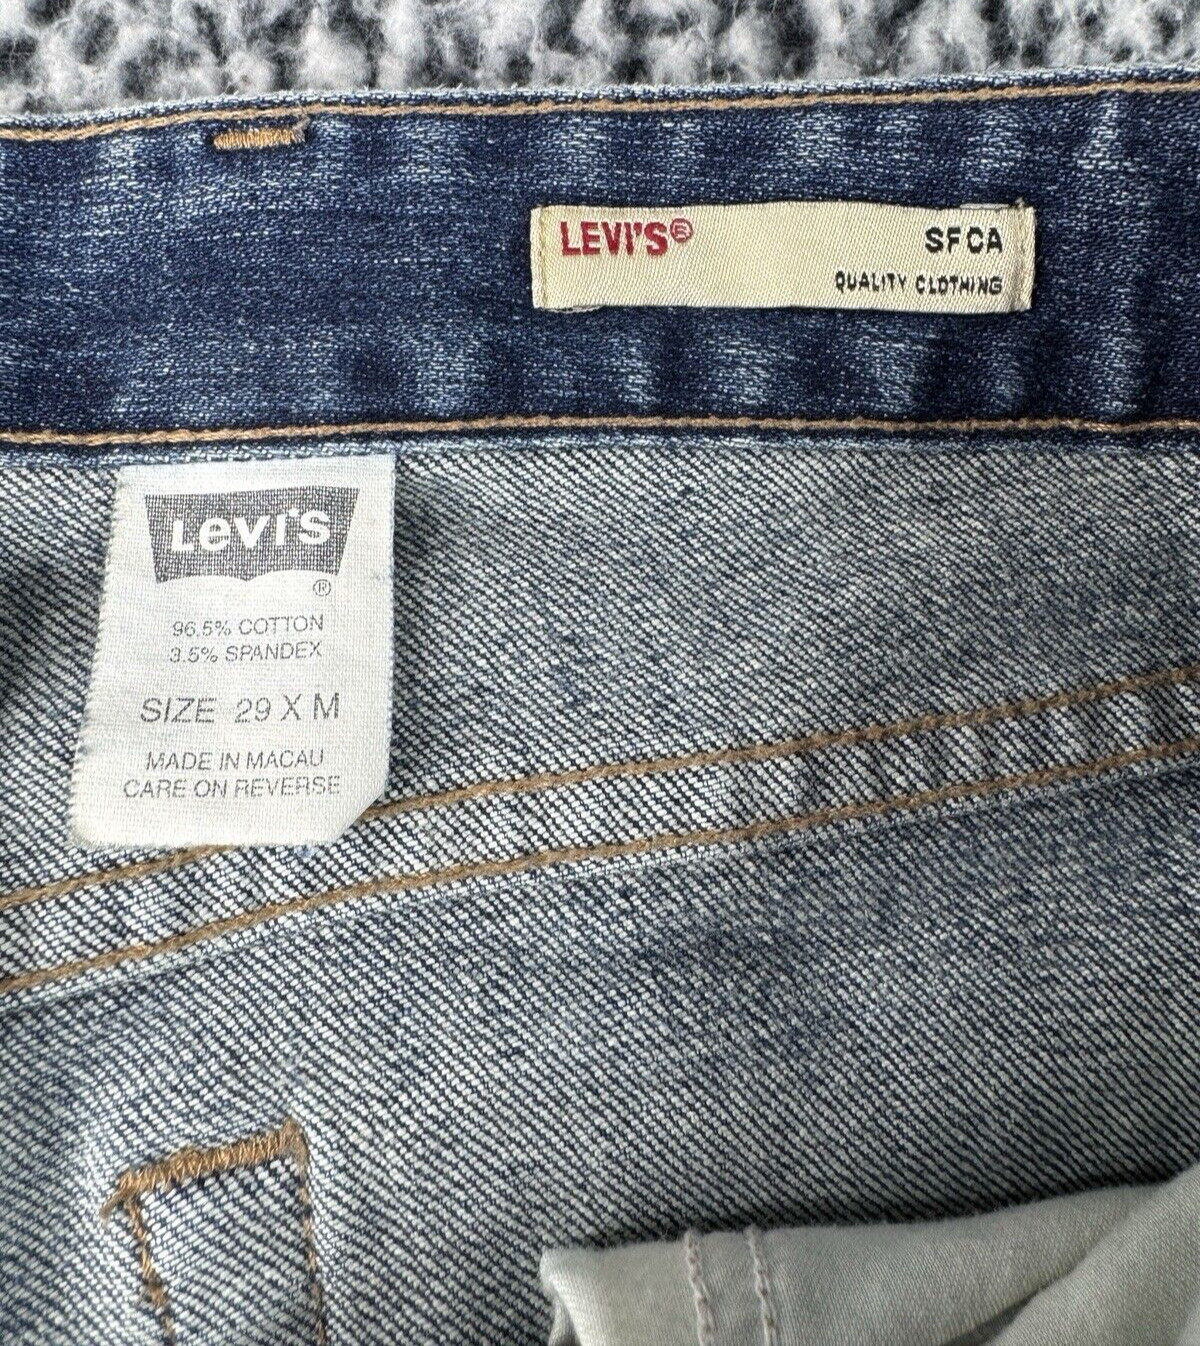 LEVI'S® SFCA
QUALITY CLOTHING
Levi's
®
96.5% COTTON
3.5% SPANDEX
SIZE 29 X M
MADE IN MACAU
CARE ON REVERSE